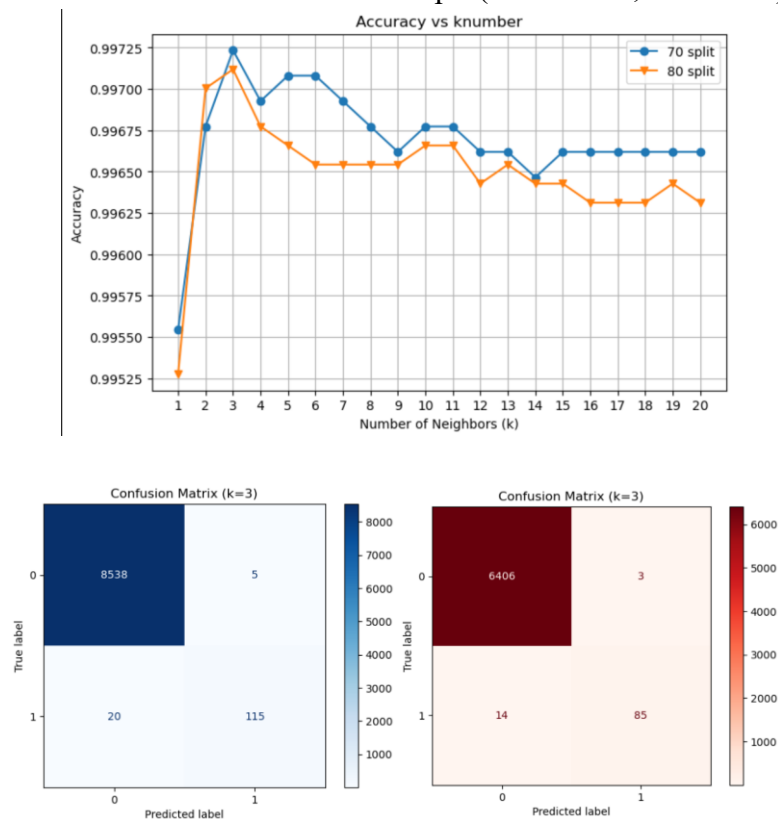 Accuracy vs knumber
70 split
80 split
0.99725
0.99700
0.99675
0.99650
0.99625
0.99600
0.99575
0.99550
0.99525
Accuracy
1 2 3 4 5 6 7 8 9 10 11 12 13 14 15 16 17 18 19 20
Number of Neighbors (k)
Confusion Matrix (k=3)
0
1
True label
8538 5
20 115
0 1
Predicted label
8000
7000
6000
5000
4000
3000
2000
1000
Confusion Matrix (k=3)
0
1
True label
6406 3
14 85
0 1
Predicted label
6000
5000
4000
3000
2000
1000